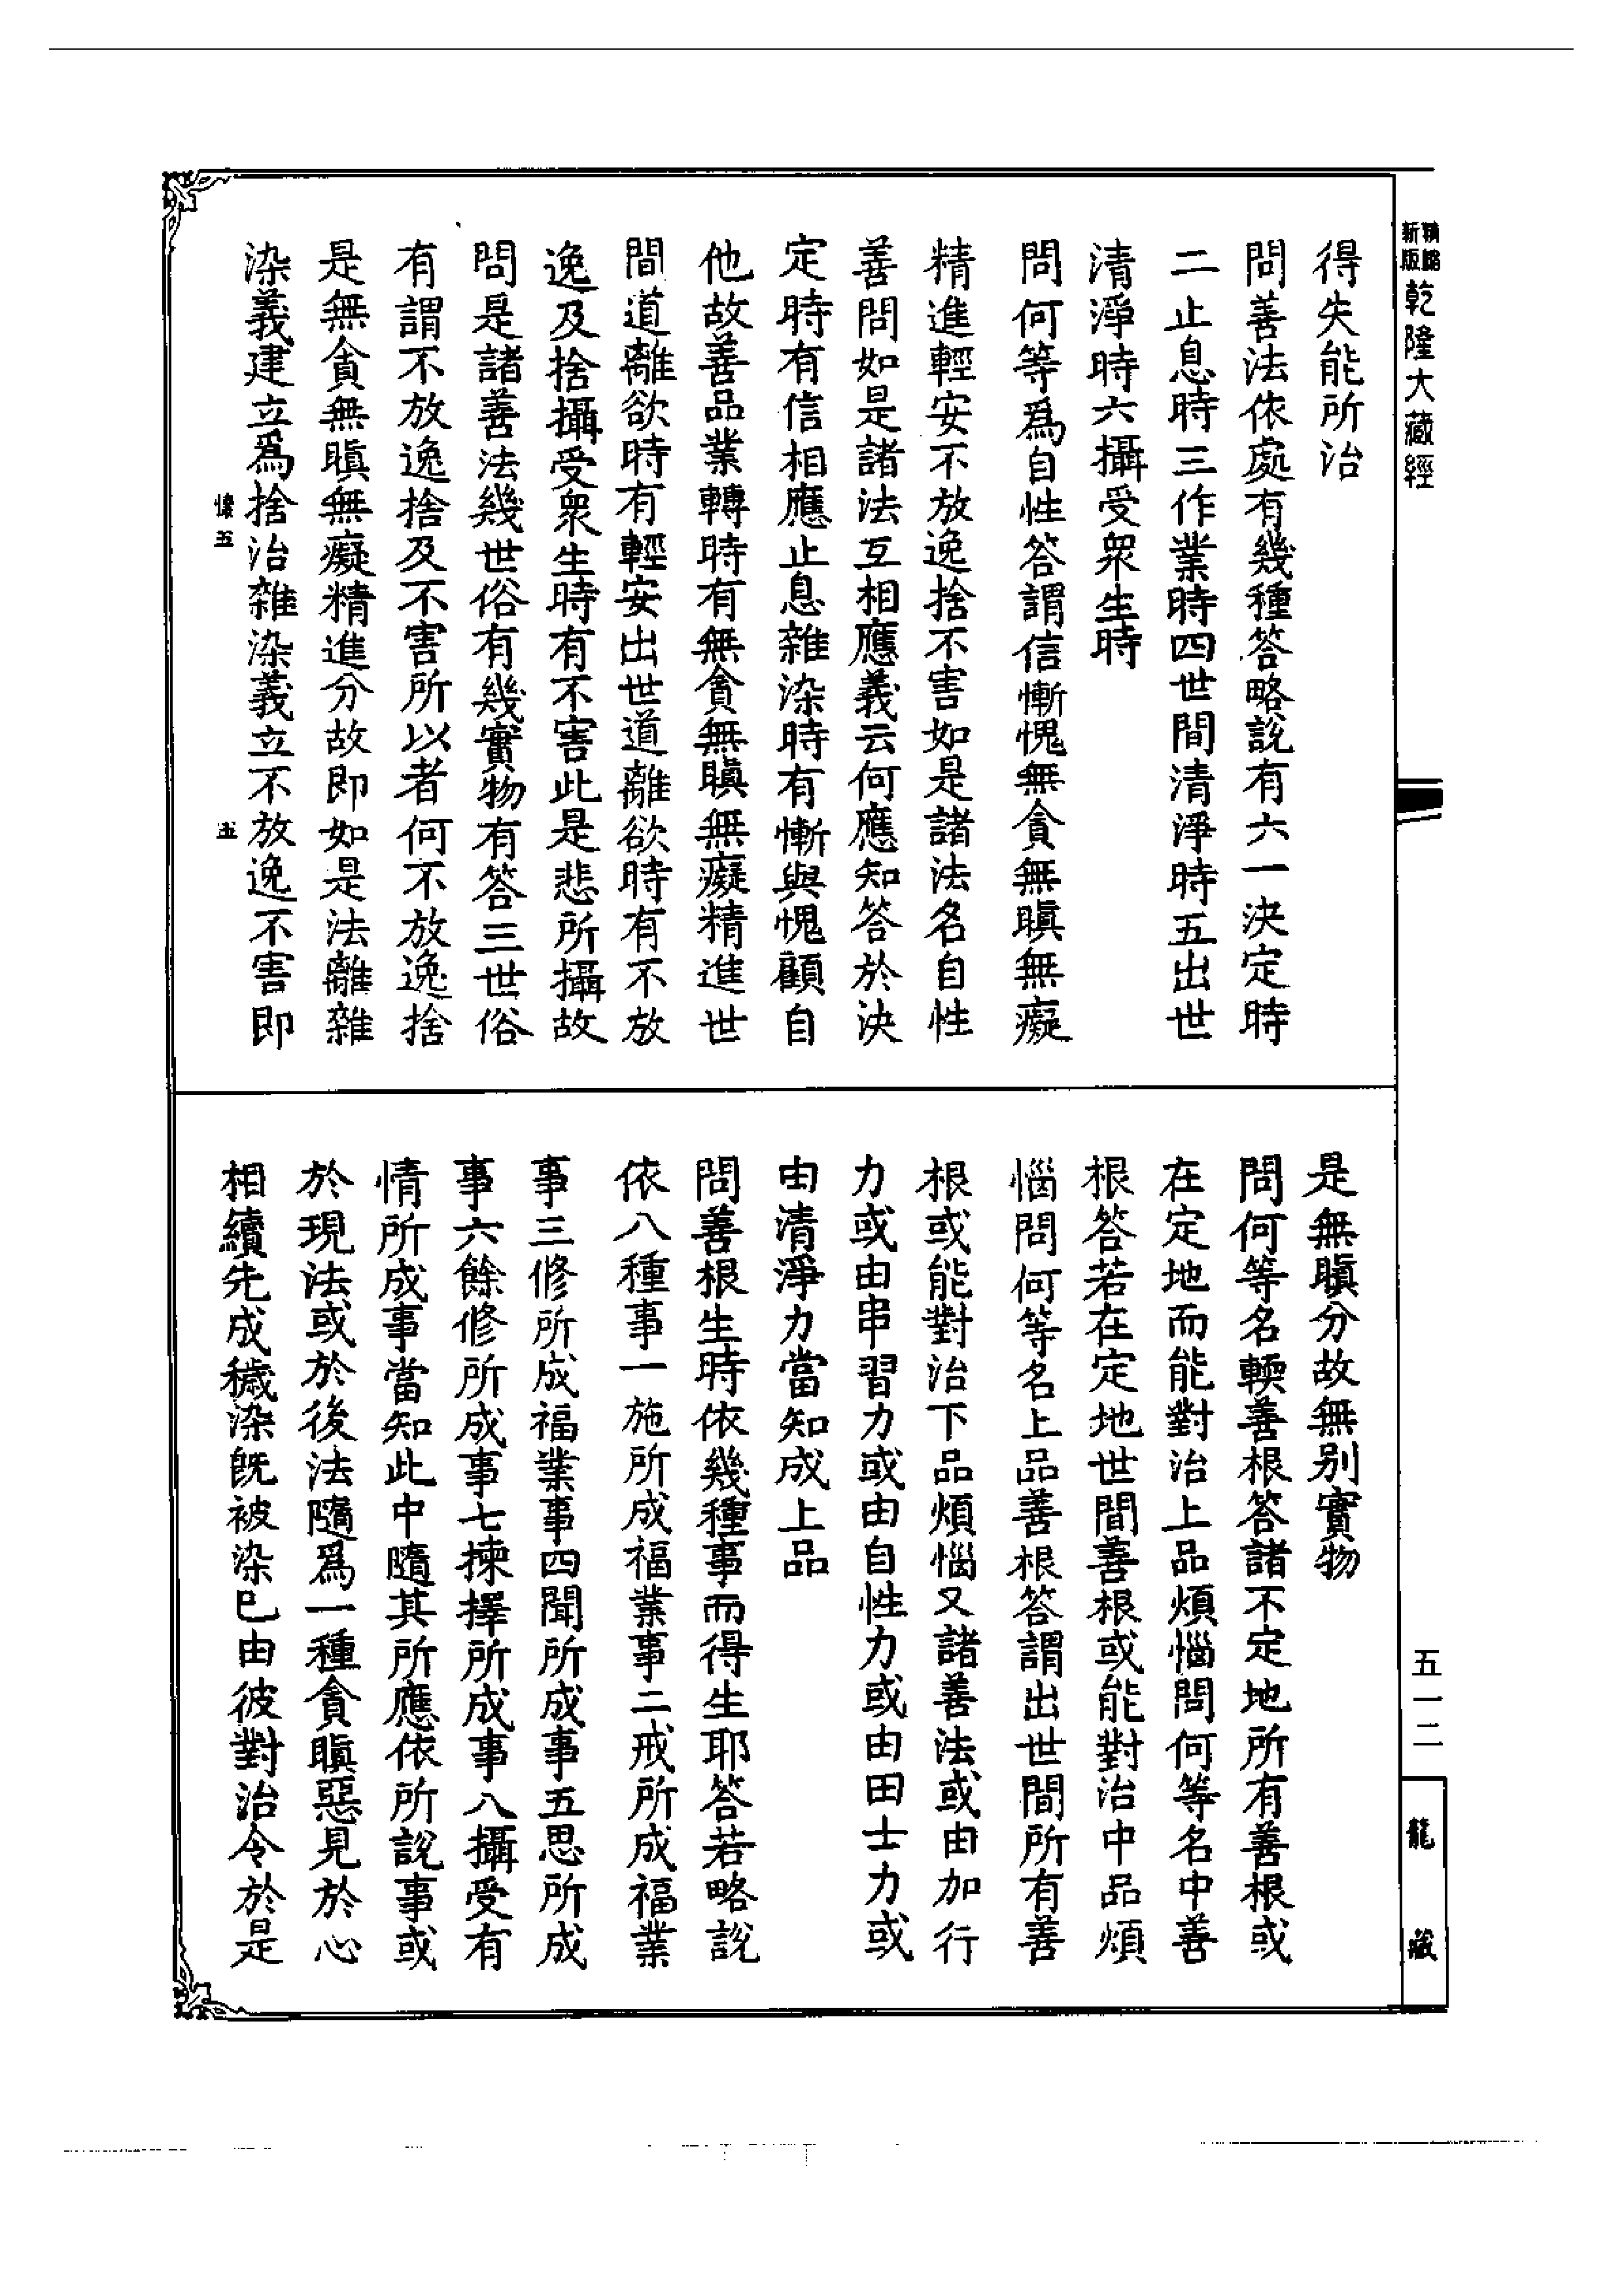 新版 精縮 乾隆大藏經
得失能所治
問善法依處有幾種答略說有六一決定時
二止息時三作業時四世間清淨時五出世
清淨時六攝受衆生時
問何等爲自性答謂信慚愧無貪無瞋無癡
精進輕安不放逸捨不害如是諸法名自性
善問如是諸法互相應義云何應知答於決
定時有信相應止息雜染時有慚與愧顧自
他故善品業轉時有無貪無瞋無癡精進世
間道離欲時有輕安出世道離欲時有不放
逸及捨攝受衆生時有不害此是悲所攝故
問是諸善法幾世俗有幾實物有答三世俗
有謂不放逸捨及不害所以者何不放逸捨
是無貪無瞋無癡精進分故即如是法離雜
染義建立爲捨治雜染義立不放逸不害即
懷五
五
是無瞋分故無别實物
問何等名輭善根答諸不定地所有善根或
在定地而能對治上品煩惱問何等名中善
根答若在定地世間善根或能對治中品煩
惱問何等名上品善根答謂出世間所有善
根或能對治下品煩惱又諸善法或由加行
力或由串習力或由自性力或由田士力或
由清淨力當知成上品
問善根生時依幾種事而得生耶答若略說
依八種事一施所成福業事二戒所成福業
事三修所成福業事四聞所成事五思所成
事六餘修所成事七揀擇所成事八攝受有
情所成事當知此中隨其所應依所說事或
於現法或於後法隨爲一種貪瞋惡見於心
相續先成穢染旣被染已由彼對治令於是
五一二
龍藏